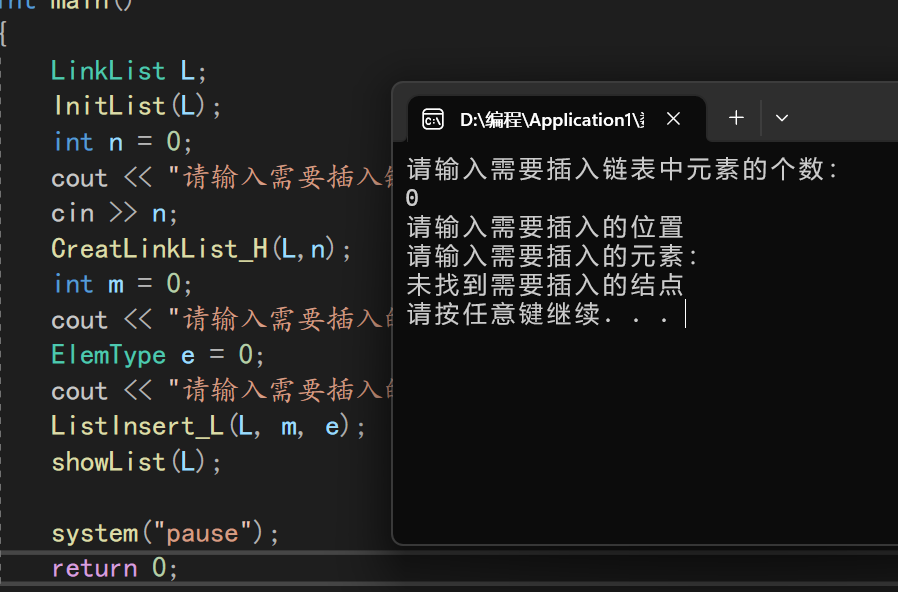 int main()
{
LinkList L;
InitList(L);
int n = 0;
cout << "请输入需要插入
cin >> n;
CreatLinkList_H(L,n);
int m = 0;
cout << "请输入需要插入
ElemType e = 0;
cout << "请输入需要插入
ListInsert_L(L, m, e);
showList(L);
system("pause");
return 0;
D:\编程\Application1\
请输入需要插入链表中元素的个数:
0
请输入需要插入的位置
请输入需要插入的元素:
未找到需要插入的结点
请按任意键继续. . .